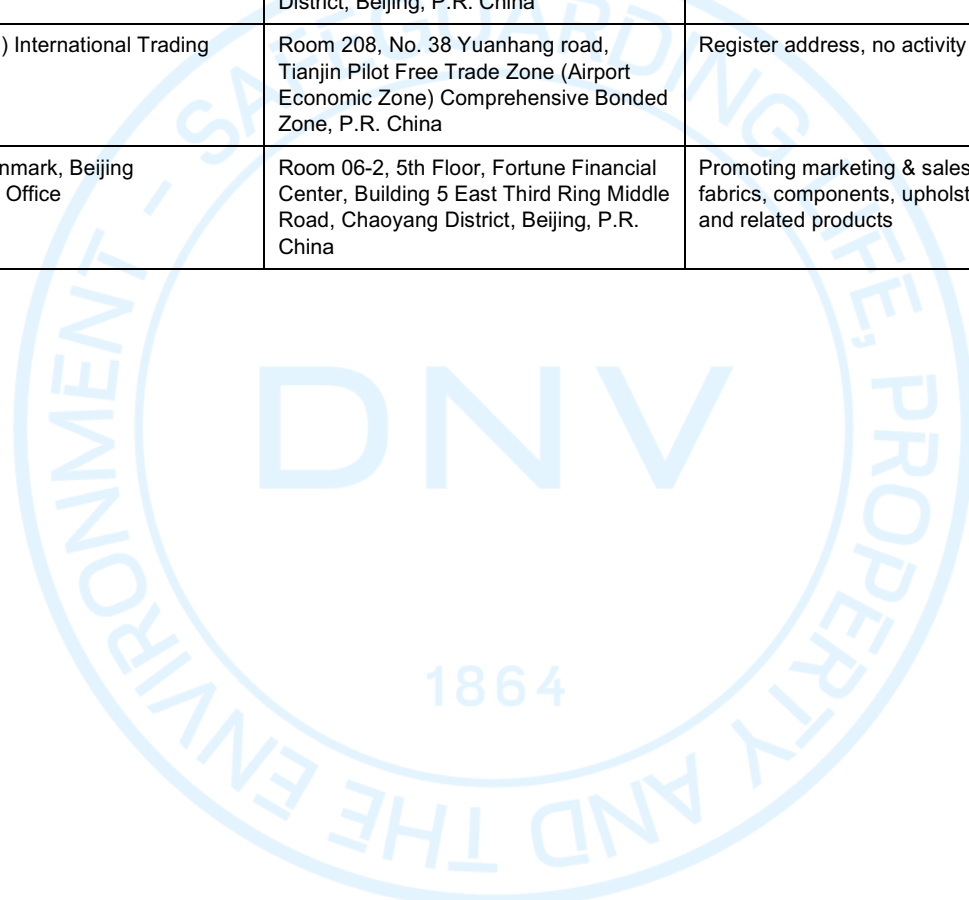 District, Beijing, P.R. China
) International Trading
Room 208, No. 38 Yuanhang road,
Tianjin Pilot Free Trade Zone (Airport
Economic Zone) Comprehensive Bonded
Zone, P.R. China
Register address, no activity
nmark, Beijing
Office
Room 06-2, 5th Floor, Fortune Financial
Center, Building 5 East Third Ring Middle
Road, Chaoyang District, Beijing, P.R.
China
Promoting marketing & sales
fabrics, components, upholst
and related products
SAFEGUARDING LIFE, PROPERTY AND THE ENVIRONMENT -
DNV
1864